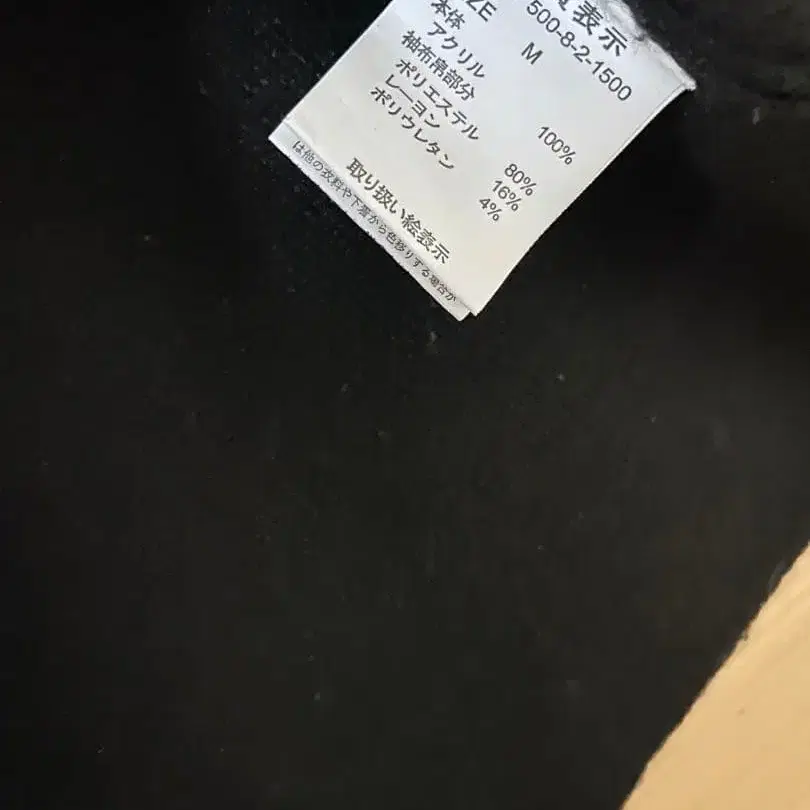 質表示
500-8-2-1500
ZE M
本体
アクリル 100%
袖布帛部分
ポリエステル 80%
レーヨン 16%
ポリウレタン 4%
取り扱い絵表示
は他の衣料や下着から色移りする場合が